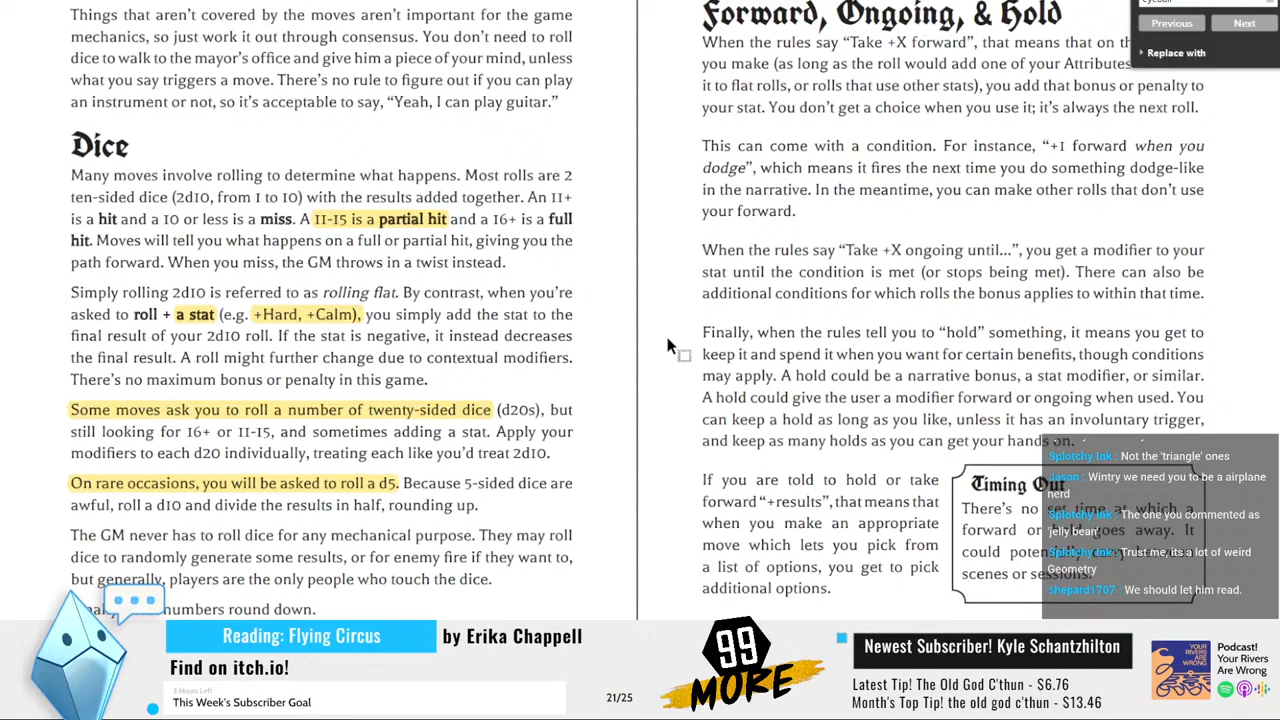 Things that aren't covered by the moves aren't important for the game
mechanics, so just work it out through consensus. You don't need to roll
dice to walk to the mayor's office and give him a piece of your mind, unless
what you say triggers a move. There's no rule to figure out if you can play
an instrument or not, so it's acceptable to say, “Yeah, I can play guitar.”
Dice
Many moves involve rolling to determine what happens. Most rolls are 2
ten-sided dice (2d10, from 1 to 10) with the results added together. An 11+
is a hit and a 10 or less is a miss. A 11-15 is a partial hit and a 16+ is a full
hit. Moves will tell you what happens on a full or partial hit, giving you the
path forward. When you miss, the GM throws in a twist instead.
Simply rolling 2d10 is referred to as rolling flat. By contrast, when you're
asked to roll + a stat (e.g. +Hard, +Calm), you simply add the stat to the
final result of your 2d10 roll. If the stat is negative, it instead decreases
the final result. A roll might further change due to contextual modifiers.
There's no maximum bonus or penalty in this game.
Some moves ask you to roll a number of twenty-sided dice (d20s), but
still looking for 16+ or 11-15, and sometimes adding a stat. Apply your
modifiers to each d20 individually, treating each like you'd treat 2d10.
On rare occasions, you will be asked to roll a d5. Because 5-sided dice are
awful, roll a d10 and divide the results in half, rounding up.
The GM never has to roll dice for any mechanical purpose. They may roll
dice to randomly generate some results, or for enemy fire if they want to,
but generally, players are the only people who touch the dice.
numbers round down.
Forward, Ongoing, & Hold
When the rules say “Take +X forward”, that means that on th
you make (as long as the roll would add one of your Attributes
it to flat rolls, or rolls that use other stats), you add that bonus or penalty to
your stat. You don't get a choice when you use it; it's always the next roll.
This can come with a condition. For instance, “+1 forward when you
dodge”, which means it fires the next time you do something dodge-like
in the narrative. In the meantime, you can make other rolls that don't use
your forward.
When the rules say “Take +X ongoing until...”, you get a modifier to your
stat until the condition is met (or stops being met). There can also be
additional conditions for which rolls the bonus applies to within that time.
Finally, when the rules tell you to “hold” something, it means you get to
keep it and spend it when you want for certain benefits, though conditions
may apply. A hold could be a narrative bonus, a stat modifier, or similar.
A hold could give the user a modifier forward or ongoing when used. You
can keep a hold as long as you like, unless it has an involuntary trigger,
and keep as many holds as you can get your hands on.
If you are told to hold or take
forward “+results”, that means that
when you make an appropriate
move which lets you pick from
a list of options, you get to pick
additional options.
Timing Out
There's no set time at which a
forward or hold goes away. It
could
scenes or sessions.
Previous
Next
Replace with
Splotchy Ink : Not the 'triangle' ones
Jason : Wintry we need you to be a airplane
nerd
Splotchy Ink : The one you commented as
'jelly bean'
Splotchy Ink : Trust me, its a lot of weird
Geometry
shepard1707 : We should let him read.
Reading: Flying Circus
by Erika Chappell
Find on itch.io!
3 Hours Left
This Week's Subscriber Goal
21/25
99
MORE
Newest Subscriber! Kyle Schantzhilton
Latest Tip! The Old God C'thun - $6.76
Month's Top Tip! the old god c'thun - $13.46
YOUR
RIVERS
ARE
WRONG
Podcast!
Your Rivers
Are Wrong